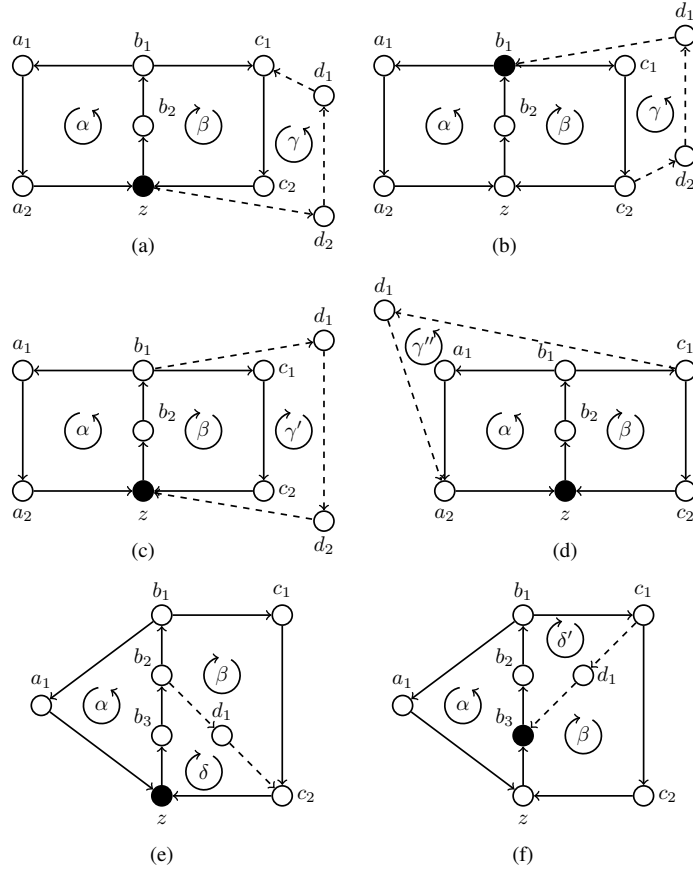 a₁ b₁ c₁ d₁
α b₂ β γ
a₂ z c₂ d₂
(a)
a₁ b₁ c₁ d₁
α b₂ β γ
a₂ z c₂ d₂
(b)
a₁ b₁ c₁ d₁
α b₂ β γ′
a₂ z c₂ d₂
(c)
d₁
γ″ a₁ b₁ c₁
α b₂ β
a₂ z c₂
(d)
b₁ c₁
a₁ α b₂ β
b₃ d₁
δ
z c₂
(e)
b₁ c₁
δ′
a₁ α b₂ d₁
b₃ β
z c₂
(f)